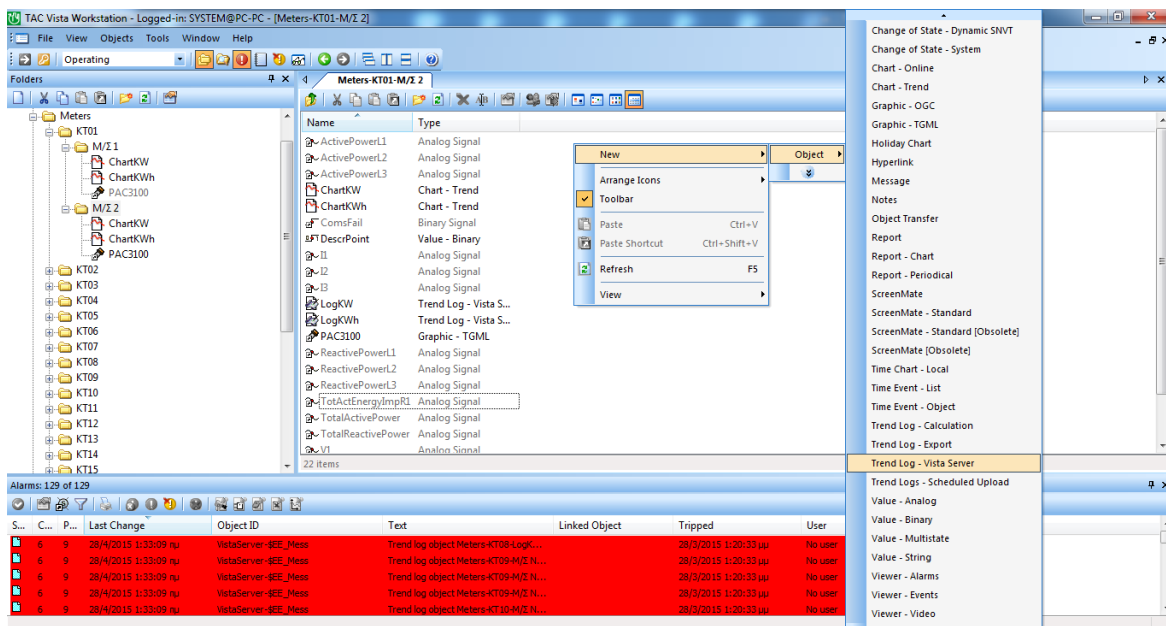 TAC Vista Workstation - Logged-in: SYSTEM@PC-PC - [Meters-KT01-M/Σ 2]
File View Objects Tools Window Help
Operating
Folders
Meters-KT01-M/Σ 2
Meters
KT01
M/Σ 1
ChartKW
ChartKWh
PAC3100
M/Σ 2
ChartKW
ChartKWh
PAC3100
KT02
KT03
KT04
KT05
KT06
KT07
KT08
KT09
KT10
KT11
KT12
KT13
KT14
KT15
Name Type
ActivePowerL1 Analog Signal
ActivePowerL2 Analog Signal
ActivePowerL3 Analog Signal
ChartKW Chart - Trend
ChartKWh Chart - Trend
ComsFail Binary Signal
DescrPoint Value - Binary
I1 Analog Signal
I2 Analog Signal
I3 Analog Signal
LogKW Trend Log - Vista S...
LogKWh Trend Log - Vista S...
PAC3100 Graphic - TGML
ReactivePowerL1 Analog Signal
ReactivePowerL2 Analog Signal
ReactivePowerL3 Analog Signal
TotActEnergyImpR1 Analog Signal
TotalActivePower Analog Signal
TotalReactivePower Analog Signal
V1 Analog Signal
22 items
New
Arrange Icons
Toolbar
Paste Ctrl+V
Paste Shortcut Ctrl+Shift+V
Refresh F5
View
Object
Change of State - Dynamic SNVT
Change of State - System
Chart - Online
Chart - Trend
Graphic - OGC
Graphic - TGML
Holiday Chart
Hyperlink
Message
Notes
Object Transfer
Report
Report - Chart
Report - Periodical
ScreenMate
ScreenMate - Standard
ScreenMate - Standard [Obsolete]
ScreenMate [Obsolete]
Time Chart - Local
Time Event - List
Time Event - Object
Trend Log - Calculation
Trend Log - Export
Trend Log - Vista Server
Trend Logs - Scheduled Upload
Value - Analog
Value - Binary
Value - Multistate
Value - String
Viewer - Alarms
Viewer - Events
Viewer - Video
Alarms: 129 of 129
S... C... P... Last Change Object ID Text Linked Object Tripped User
6 9 28/4/2015 1:33:09 πμ VistaServer-$EE_Mess Trend log object Meters-KT08-LogK... 28/3/2015 1:20:33 μμ No user
6 9 28/4/2015 1:33:09 πμ VistaServer-$EE_Mess Trend log object Meters-KT09-M/Σ N... 28/3/2015 1:20:33 μμ No user
6 9 28/4/2015 1:33:09 πμ VistaServer-$EE_Mess Trend log object Meters-KT09-M/Σ N... 28/3/2015 1:20:33 μμ No user
6 9 28/4/2015 1:33:09 πμ VistaServer-$EE_Mess Trend log object Meters-KT09-M/Σ N... 28/3/2015 1:20:33 μμ No user
6 9 28/4/2015 1:33:09 πμ VistaServer-$EE_Mess Trend log object Meters-KT10-M/Σ N... 28/3/2015 1:20:33 μμ No user